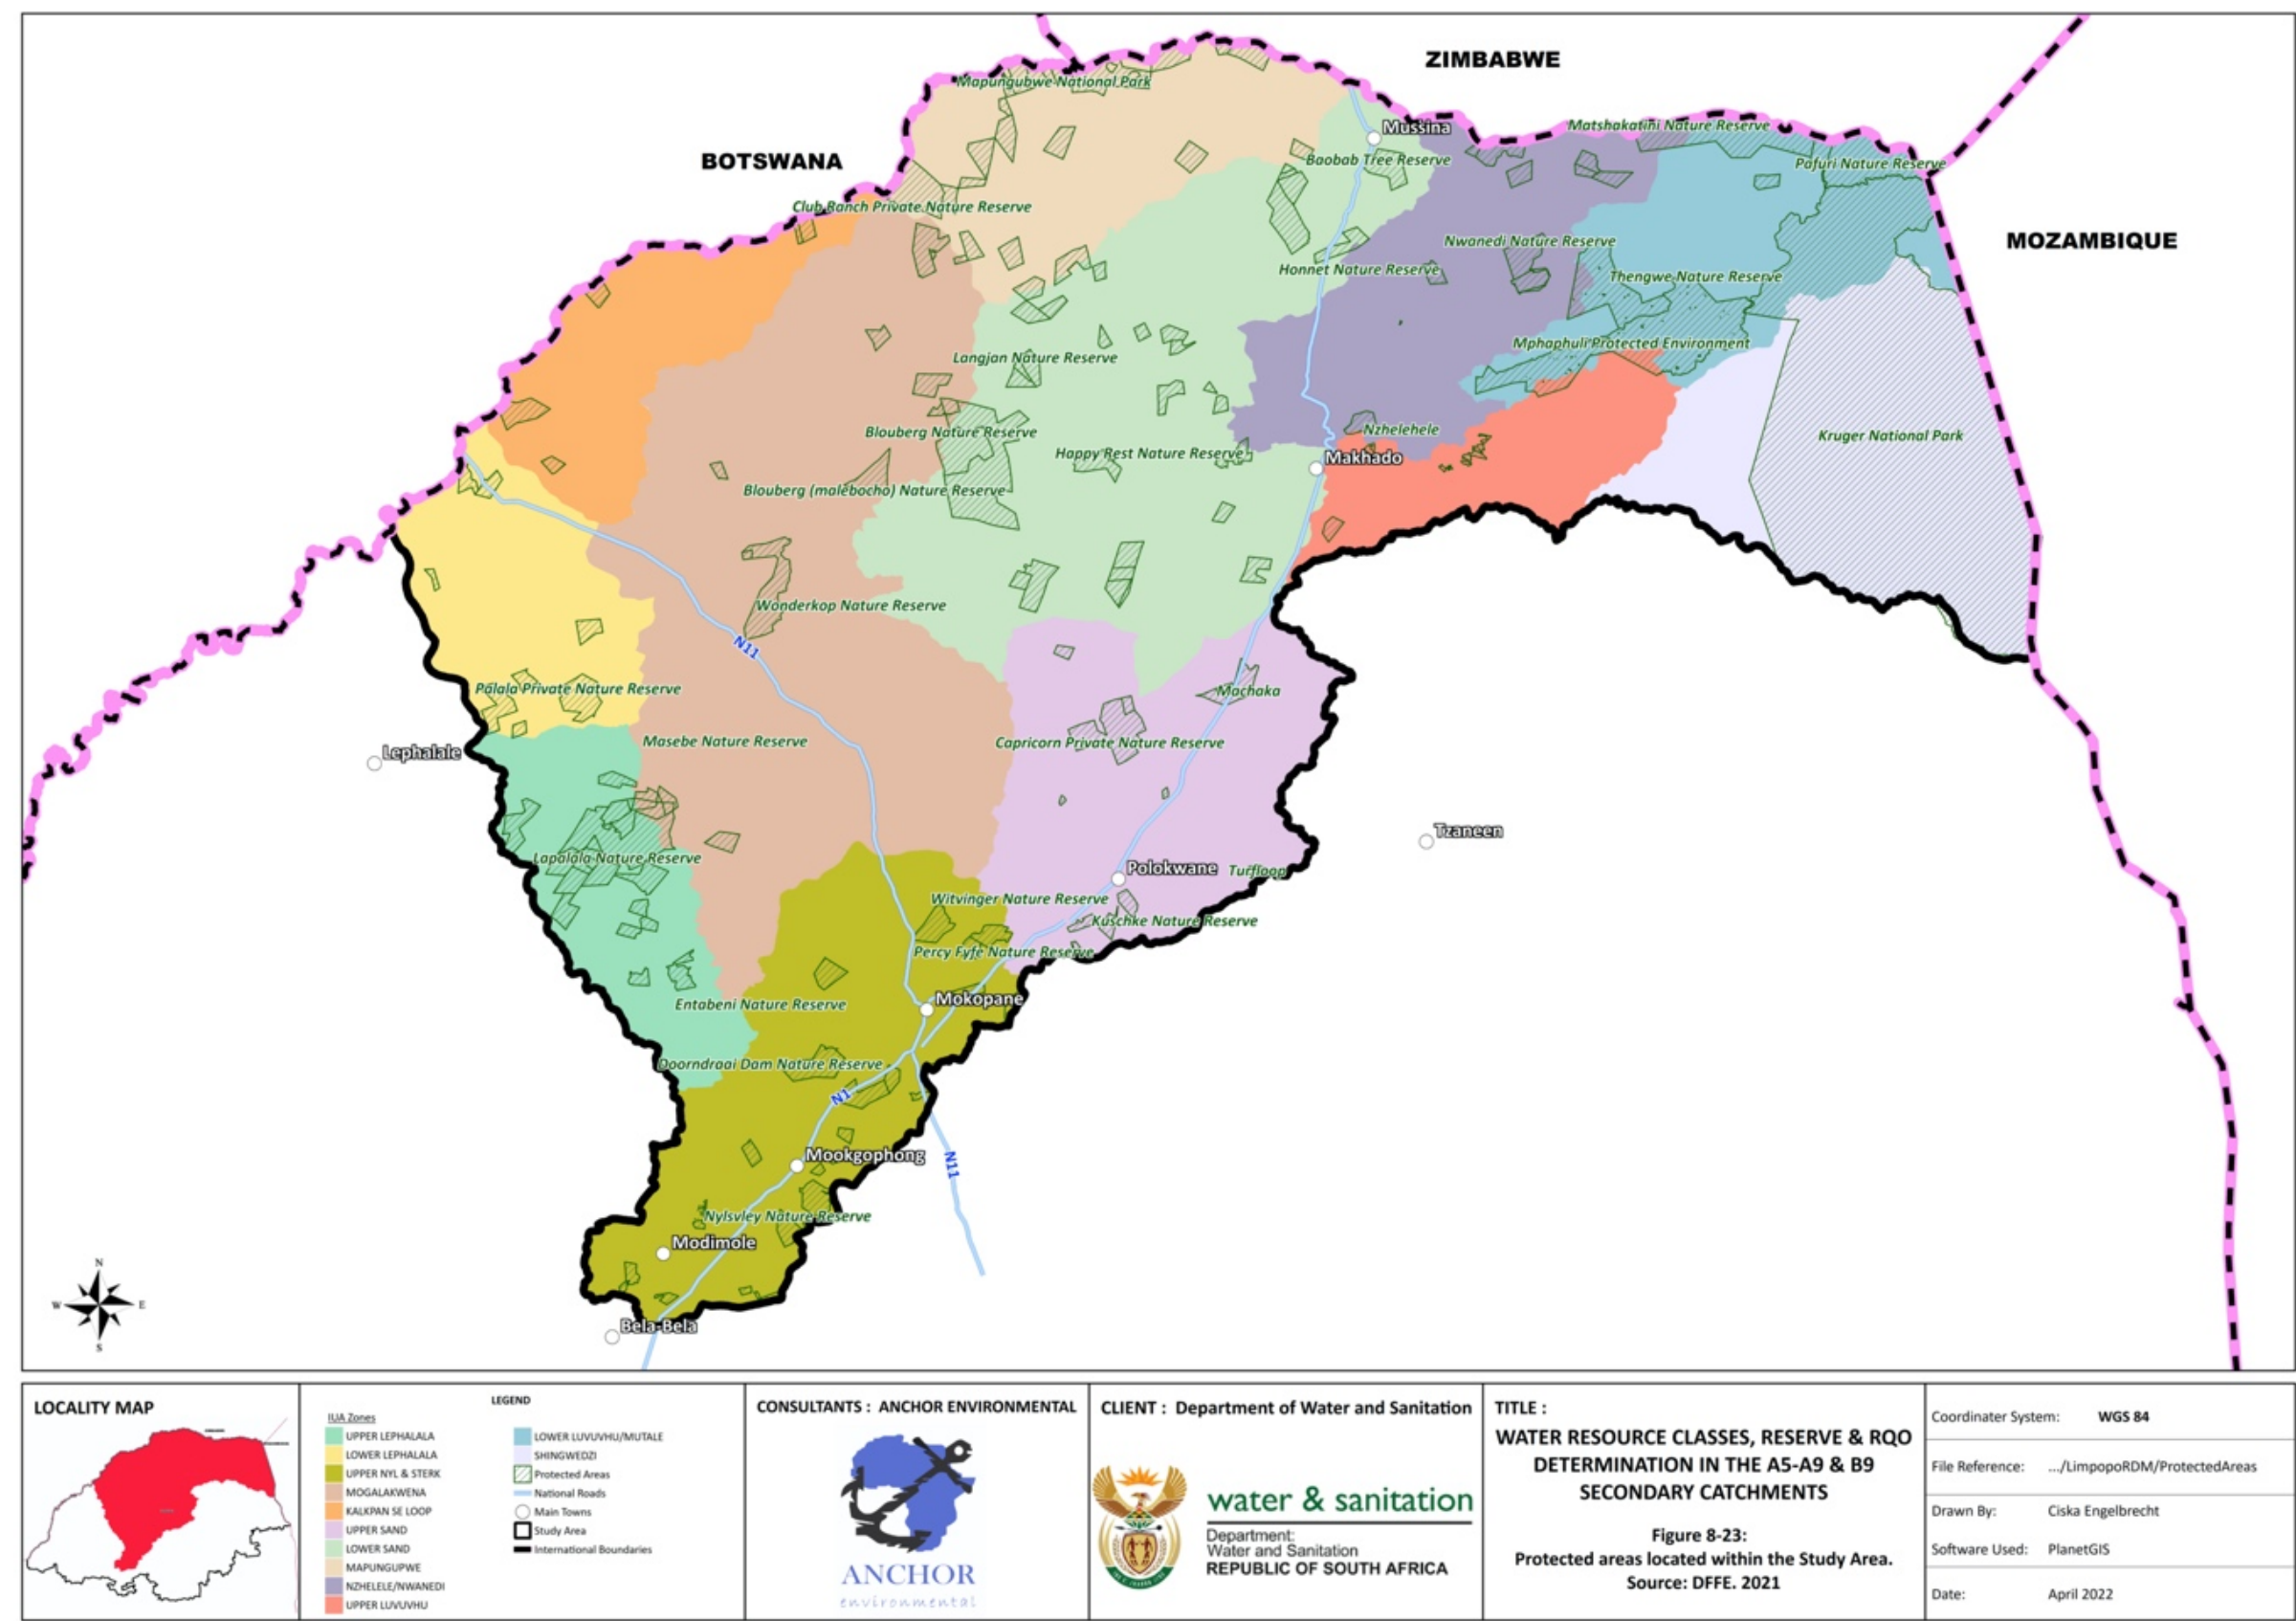 ZIMBABWE
Mapungubwe National Park
Mussina
Matshakatini Nature Reserve
BOTSWANA
Baobab Tree Reserve
Pafuri Nature Reserve
Club Ranch Private Nature Reserve
MOZAMBIQUE
Nwanedi Nature Reserve
Honnet Nature Reserve
Thengwe Nature Reserve
Mphaphuli Protected Environment
Langjan Nature Reserve
Blouberg Nature Reserve
Nzhelehele
Kruger National Park
Happy Rest Nature Reserve
Makhado
Blouberg (malebocho) Nature Reserve
Wonderkop Nature Reserve
N11
Palala Private Nature Reserve
Machaka
Masebe Nature Reserve
Capricorn Private Nature Reserve
Lephalale
Tzaneen
Lapalala Nature Reserve
Polokwane
Turfloop
Witvinger Nature Reserve
Kuschke Nature Reserve
Percy Fyfe Nature Reserve
Entabeni Nature Reserve
Mokopane
Doorndraai Dam Nature Reserve
N1
Mookgophong
N11
Nylsvley Nature Reserve
Modimole
Bela-Bela
N
W
E
S
LOCALITY MAP
LEGEND
IUA Zones
UPPER LEPHALALA
LOWER LEPHALALA
UPPER NYL & STERK
MOGALAKWENA
KALKPAN SE LOOP
UPPER SAND
LOWER SAND
MAPUNGUPWE
NZHELELE/NWANEDI
UPPER LUVUVHU
LOWER LUVUVHU/MUTALE
SHINGWEDZI
Protected Areas
National Roads
Main Towns
Study Area
International Boundaries
CONSULTANTS : ANCHOR ENVIRONMENTAL
ANCHOR
environmental
CLIENT : Department of Water and Sanitation
water & sanitation
Department:
Water and Sanitation
REPUBLIC OF SOUTH AFRICA
TITLE :
WATER RESOURCE CLASSES, RESERVE & RQO
DETERMINATION IN THE A5-A9 & B9
SECONDARY CATCHMENTS
Figure 8-23:
Protected areas located within the Study Area.
Source: DFFE. 2021
Coordinater System: WGS 84
File Reference: .../LimpopoRDM/ProtectedAreas
Drawn By: Ciska Engelbrecht
Software Used: PlanetGIS
Date: April 2022